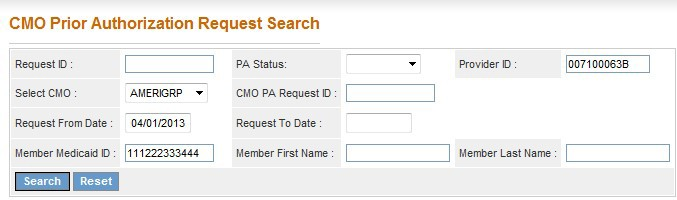 CMO Prior Authorization Request Search
Request ID : PA Status: Provider ID : 007100063B
Select CMO : AMERIGRP CMO PA Request ID :
Request From Date : 04/01/2013 Request To Date :
Member Medicaid ID : 111222333444 Member First Name : Member Last Name :
Search Reset